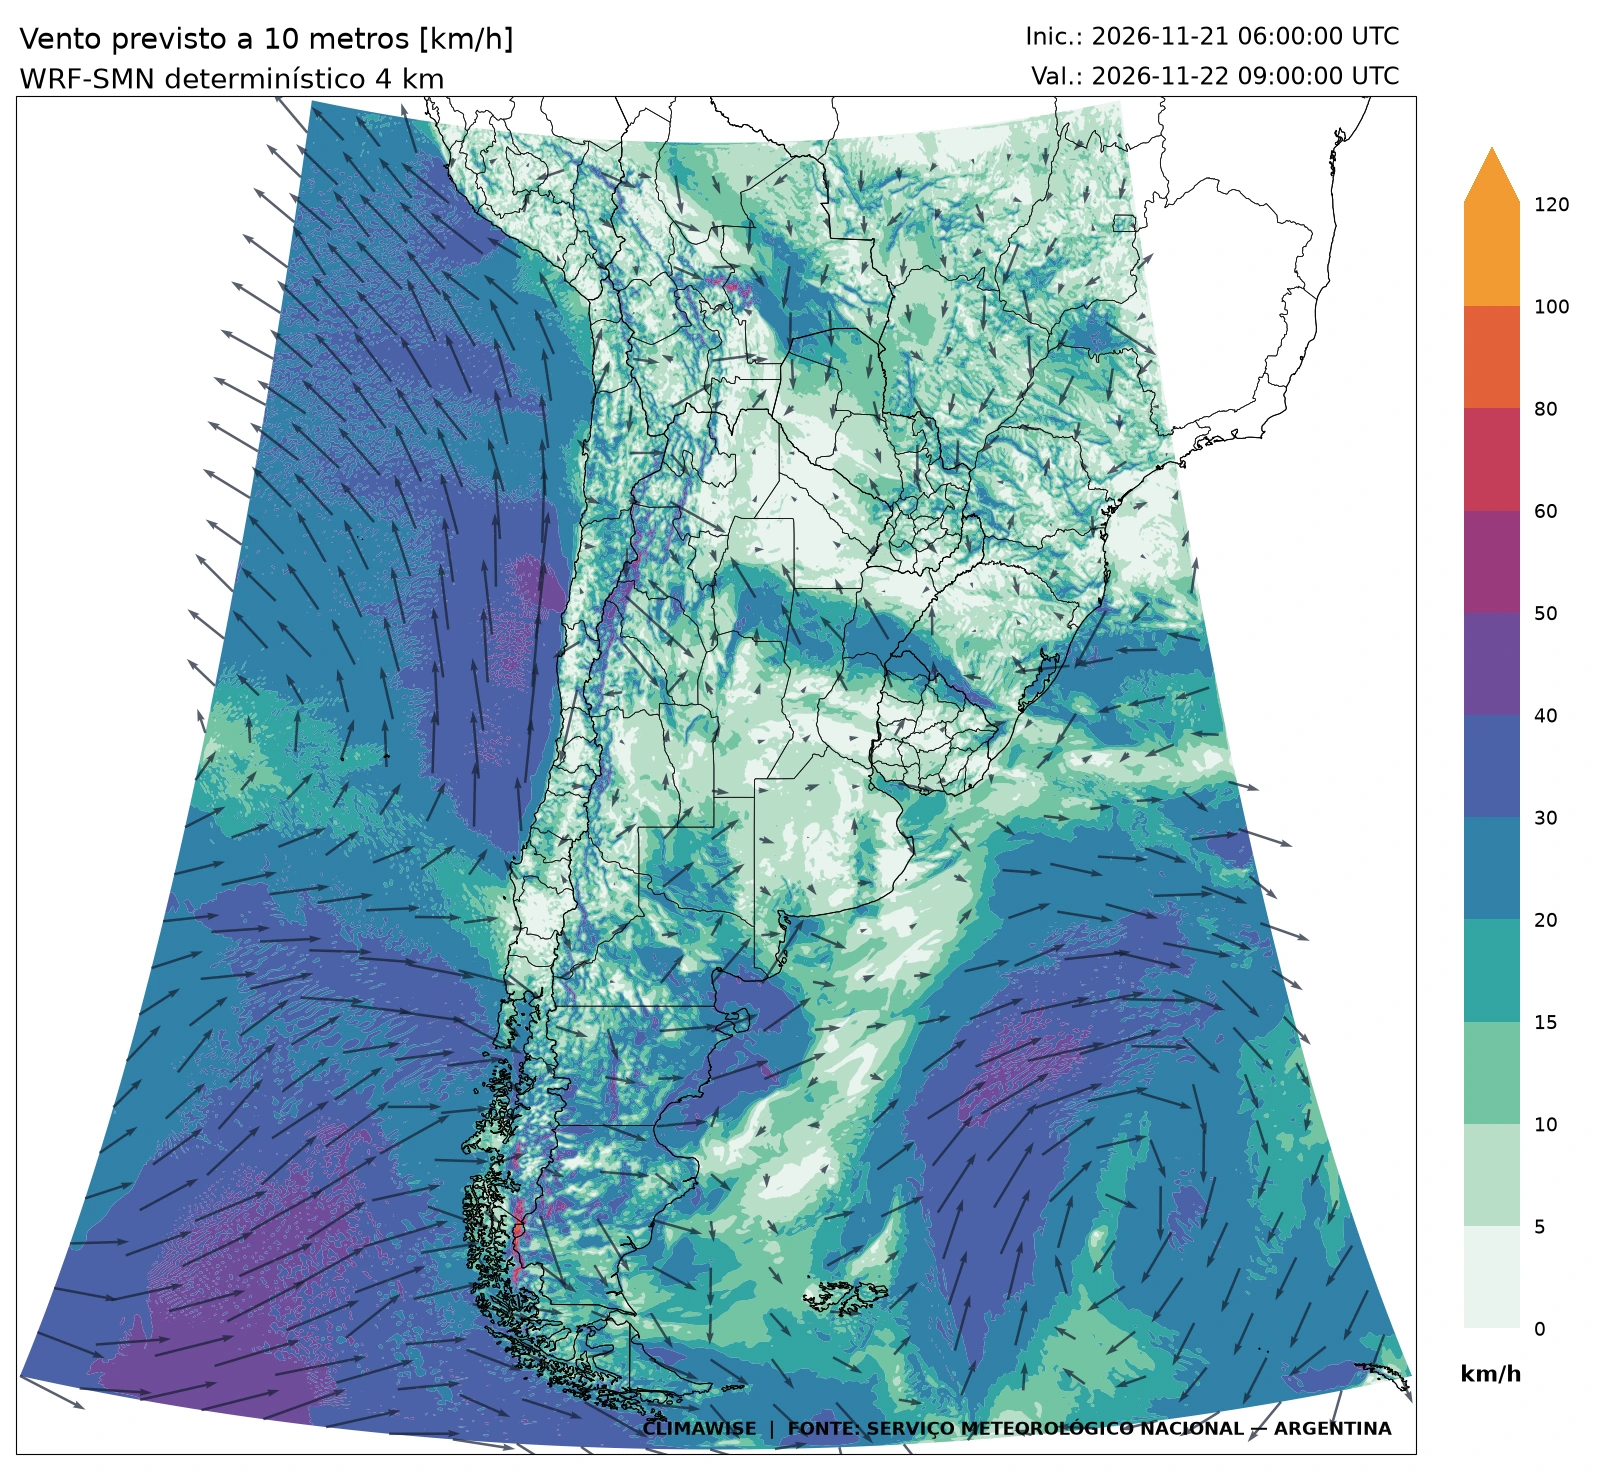 Vento previsto a 10 metros [km/h]
WRF-SMN determinístico 4 km
Inic.: 2026-11-21 06:00:00 UTC
Val.: 2026-11-22 09:00:00 UTC
120
100
80
60
50
40
30
20
15
10
5
0
km/h
CLIMAWISE | FONTE: SERVIÇO METEOROLÓGICO NACIONAL — ARGENTINA